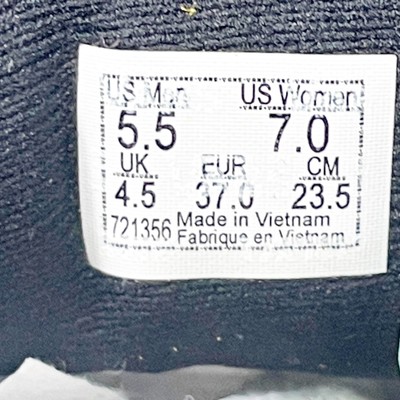 US Men US Women
5.5 7.0
UK EUR CM
4.5 37.0 23.5
721356 Made in Vietnam
Fabrique en Vietnam